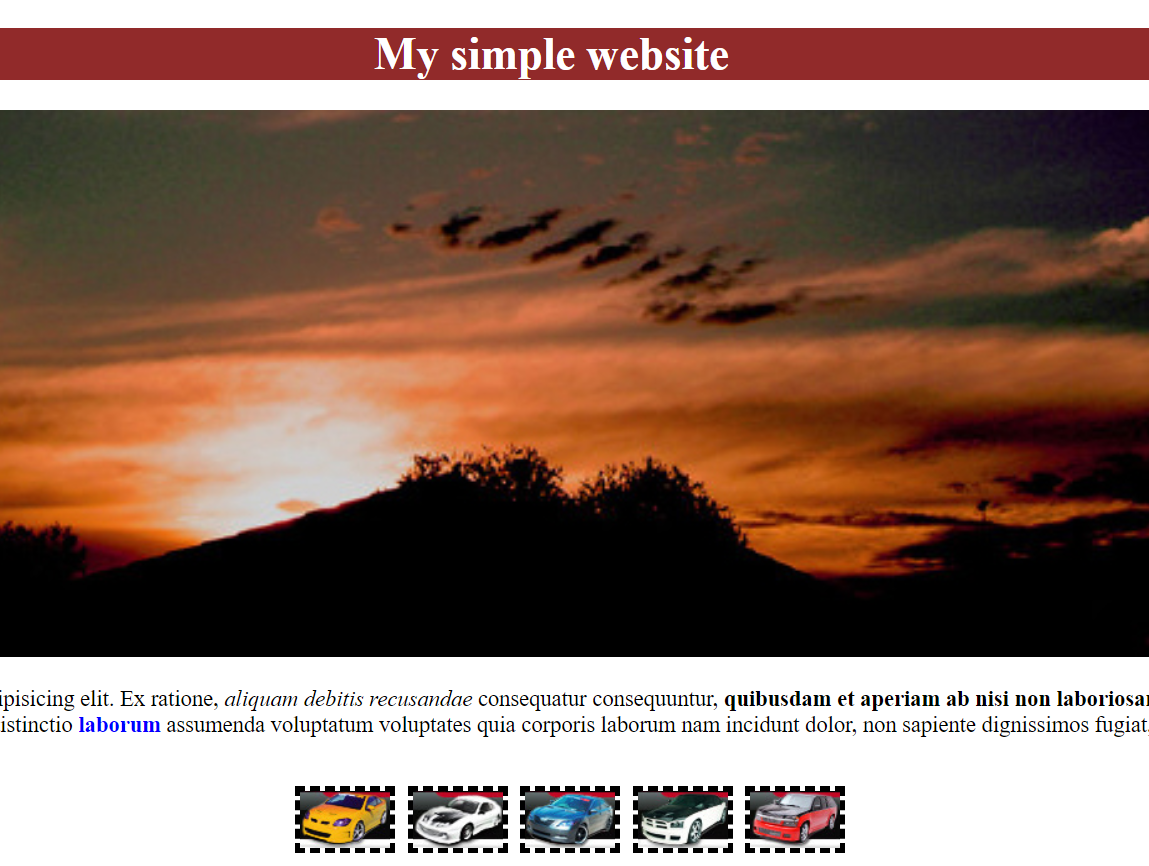 My simple website
ipisicing elit. Ex ratione, aliquam debitis recusandae consequatur consequuntur, quibusdam et aperiam ab nisi non laboriosa
istinctio laborum assumenda voluptatum voluptates quia corporis laborum nam incidunt dolor, non sapiente dignissimos fugiat,